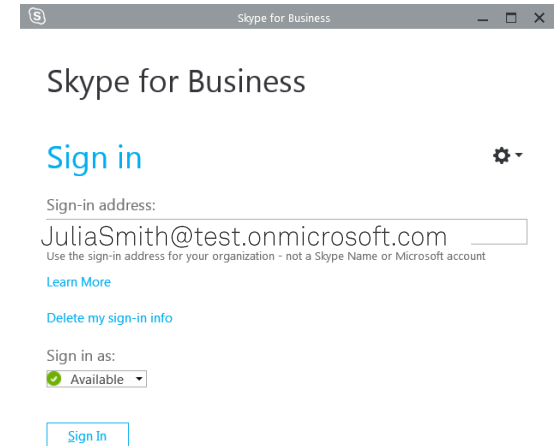 Skype for Business
Skype for Business
Sign in
Sign-in address:
JuliaSmith@test.onmicrosoft.com
Use the sign-in address for your organization - not a Skype Name or Microsoft account
Learn More
Delete my sign-in info
Sign in as:
Available
Sign In